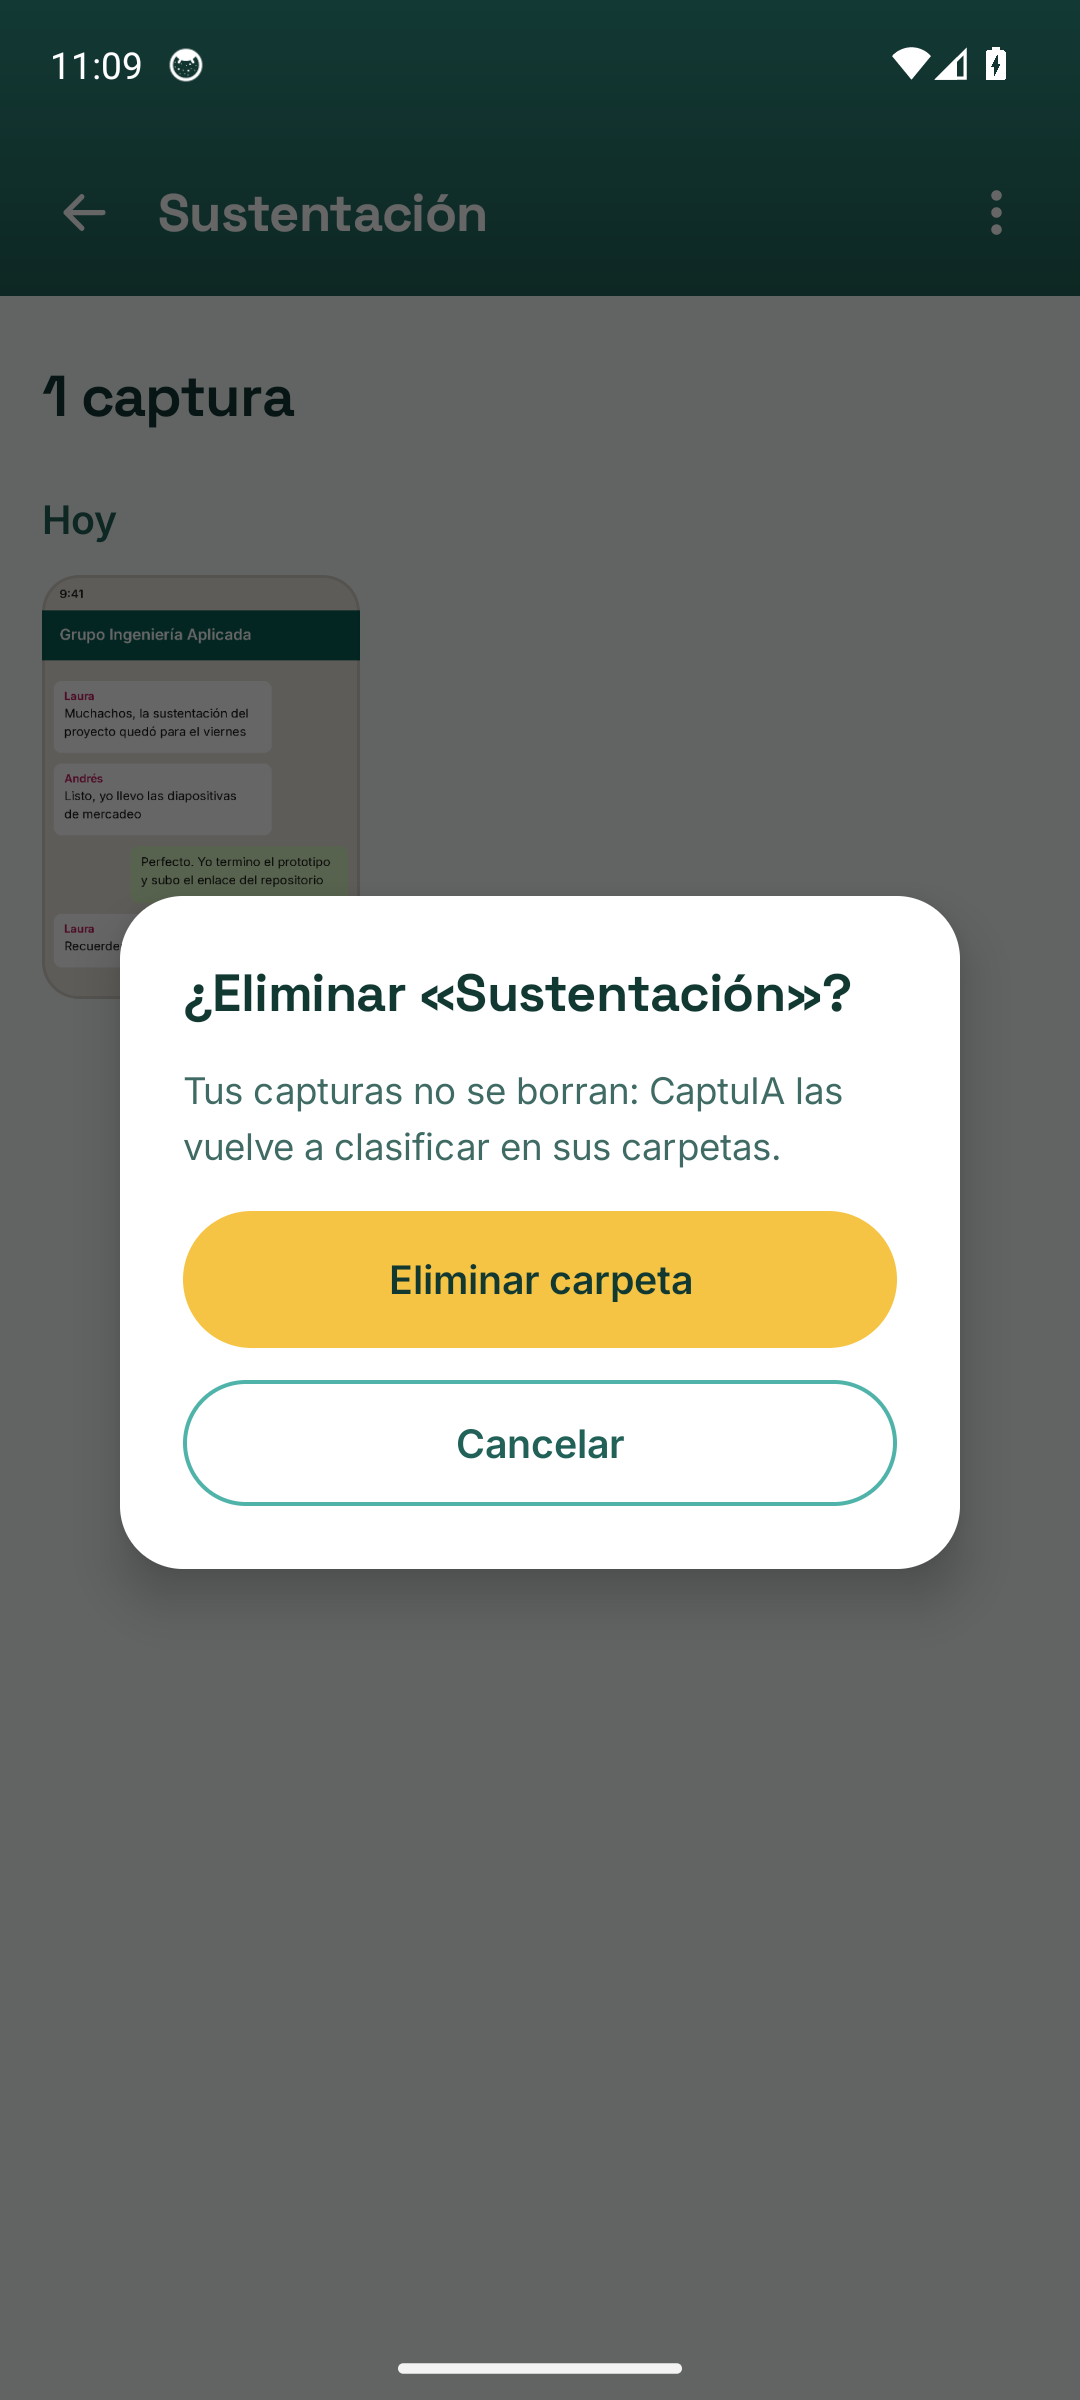 11:09
Sustentación
1 captura
Hoy
9:41
Grupo Ingeniería Aplicada
Laura
Muchachos, la sustentación del
proyecto quedó para el viernes
Andrés
Listo, yo llevo las diapositivas
de mercadeo
Perfecto. Yo termino el prototipo
y subo el enlace del repositorio
Laura
¿Eliminar «Sustentación»?
Tus capturas no se borran: CaptuIA las
vuelve a clasificar en sus carpetas.
Eliminar carpeta
Cancelar